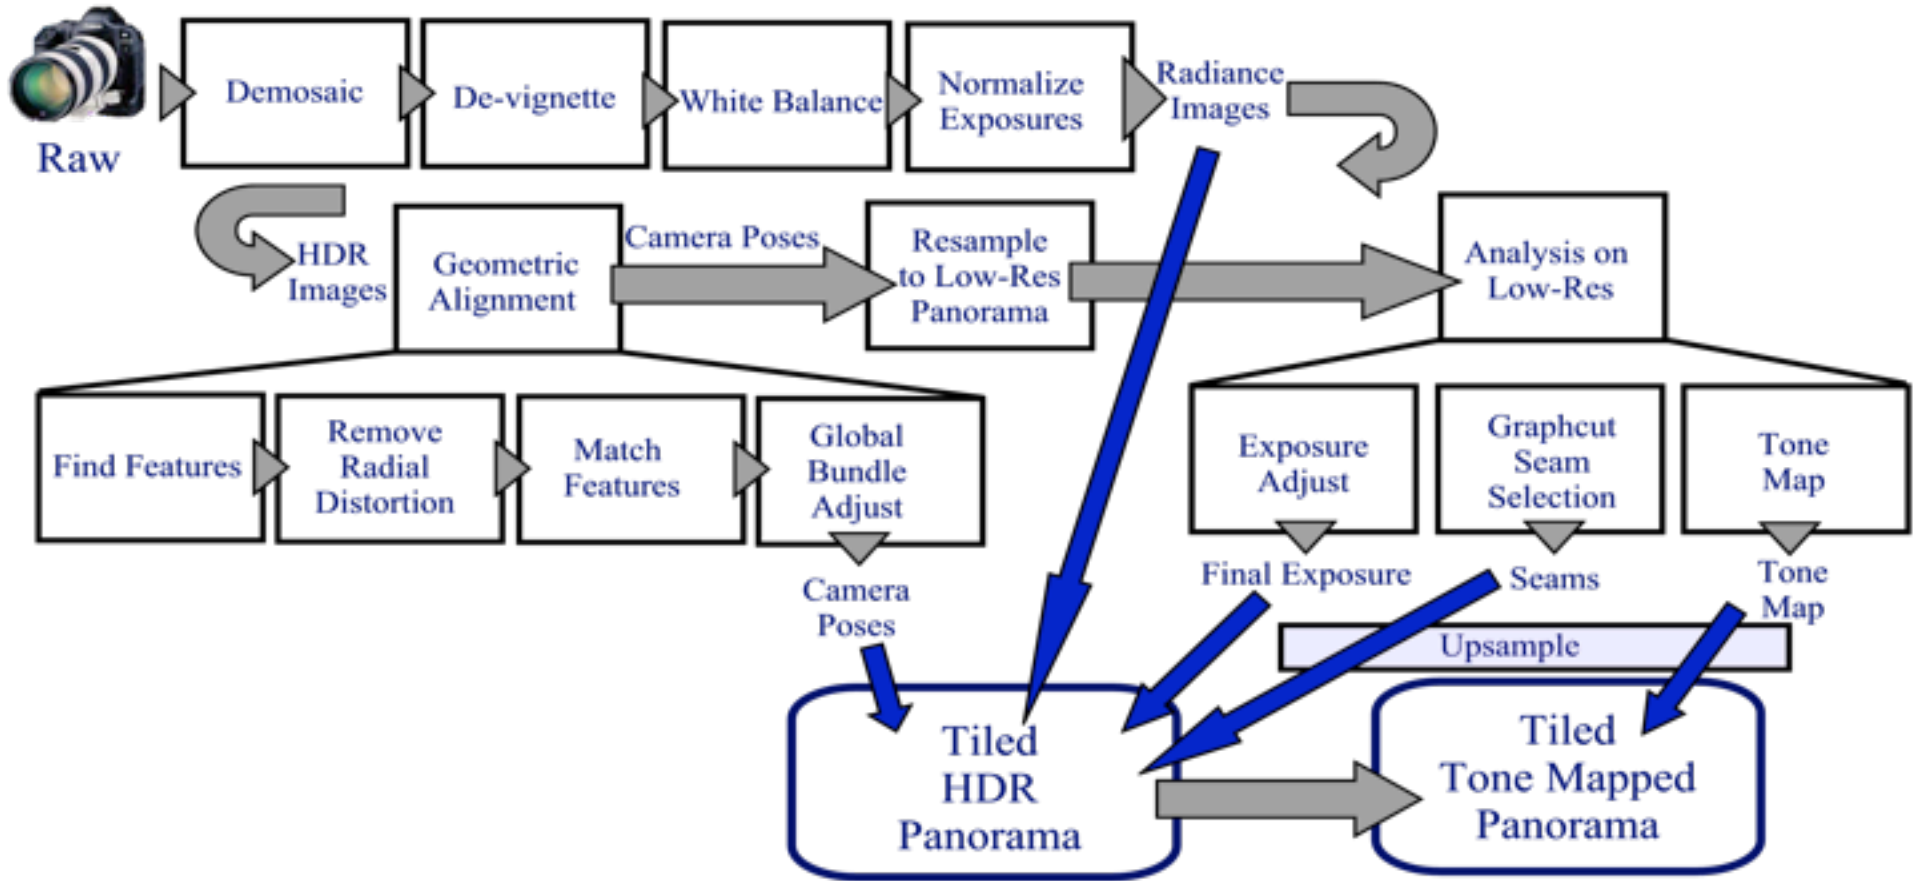 Raw
Demosaic
De-vignette
White Balance
Normalize
Exposures
Radiance
Images
HDR
Images
Geometric
Alignment
Camera Poses
Resample
to Low-Res
Panorama
Analysis on
Low-Res
Find Features
Remove
Radial
Distortion
Match
Features
Global
Bundle
Adjust
Exposure
Adjust
Graphcut
Seam
Selection
Tone
Map
Camera
Poses
Final Exposure
Seams
Tone
Map
Upsample
Tiled
HDR
Panorama
Tiled
Tone Mapped
Panorama